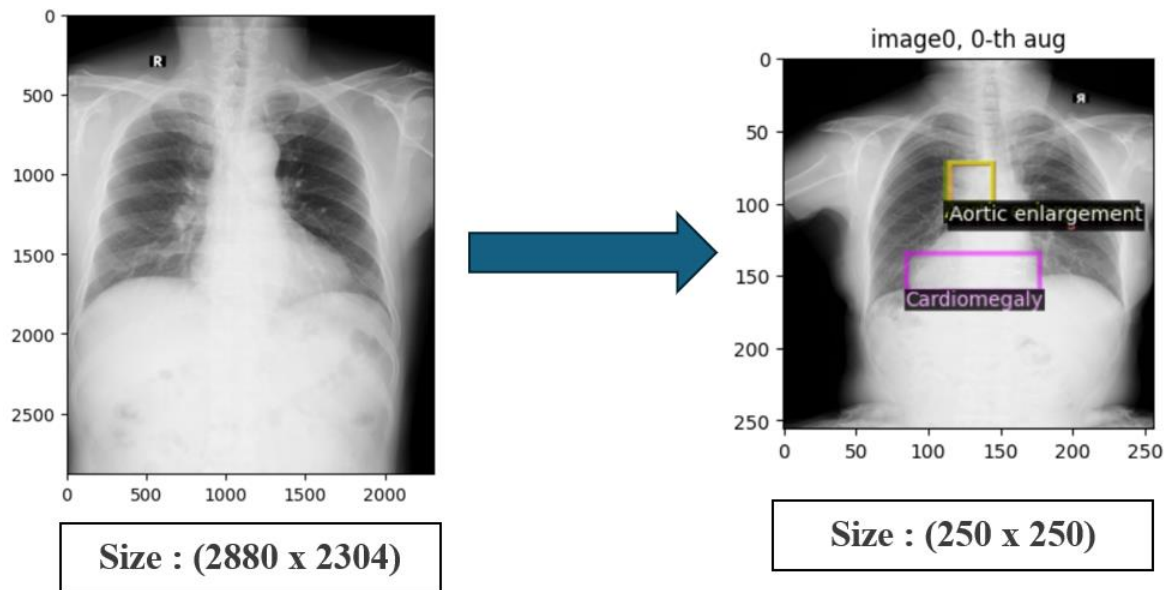 0
500
1000
1500
2000
2500
0 500 1000 1500 2000
R
Size : (2880 x 2304)
image0, 0-th aug
0
50
100
150
200
250
0 50 100 150 200 250
R
Aortic enlargement
Cardiomegaly
Size : (250 x 250)